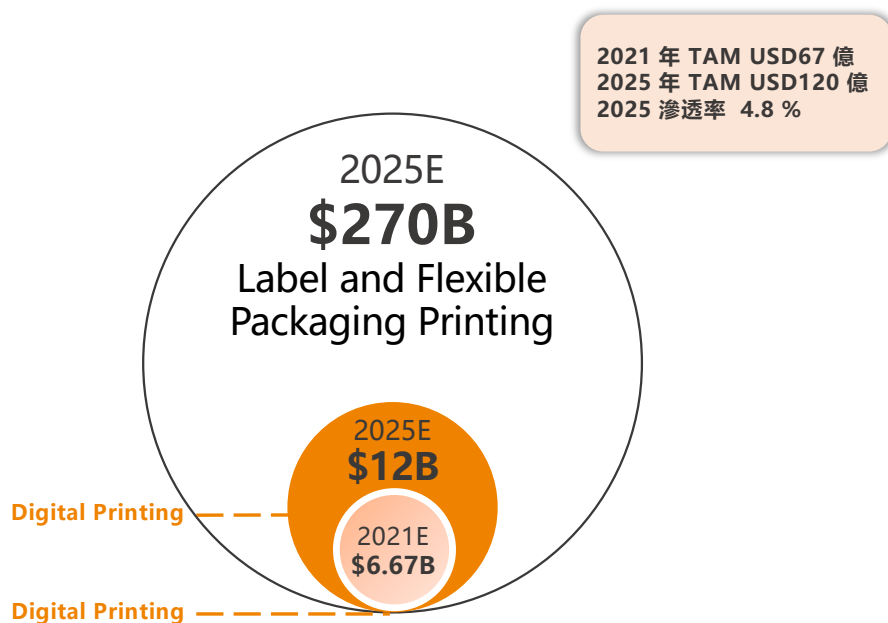 2021 年 TAM USD67 億
2025 年 TAM USD120 億
2025 滲透率 4.8 %
2025E
$270B
Label and Flexible
Packaging Printing
2025E
$12B
Digital Printing
2021E
$6.67B
Digital Printing